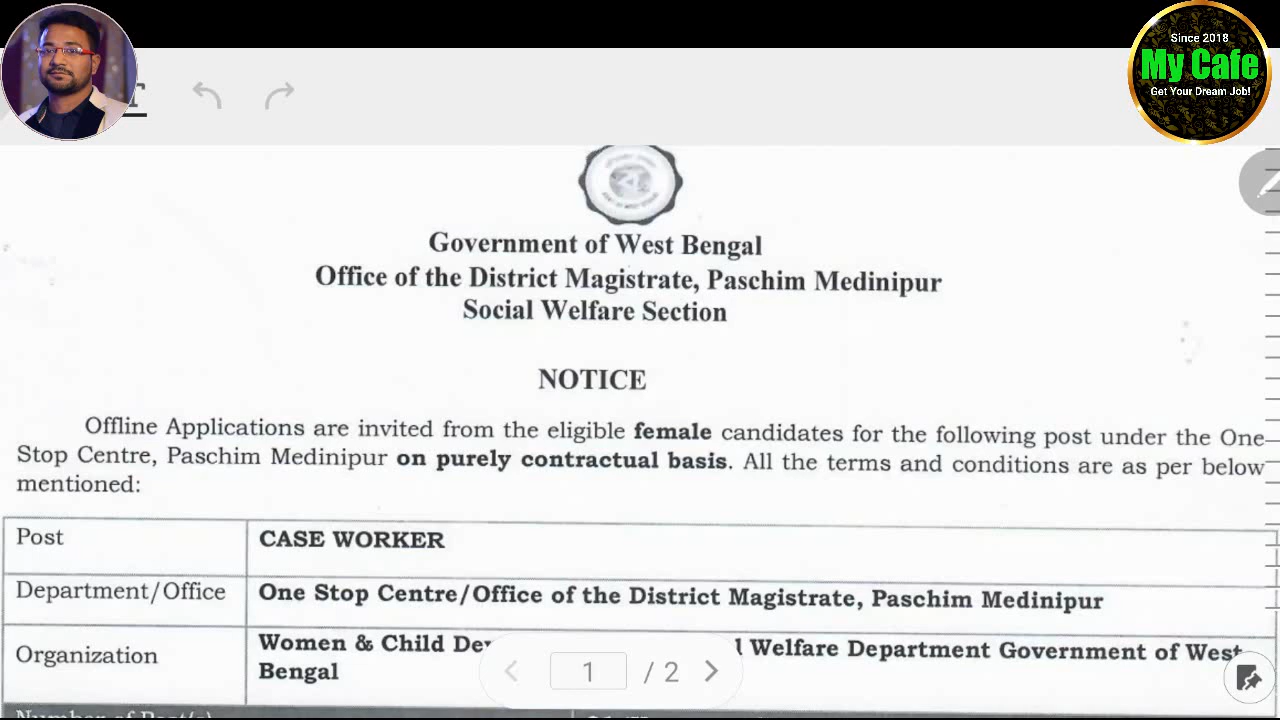 Since 2018
My Cafe
Get Your Dream Job!
Government of West Bengal
Office of the District Magistrate, Paschim Medinipur
Social Welfare Section
NOTICE
Offline Applications are invited from the eligible female candidates for the following post under the One
Stop Centre, Paschim Medinipur on purely contractual basis. All the terms and conditions are as per below
mentioned:
Post CASE WORKER
Department/Office One Stop Centre/Office of the District Magistrate, Paschim Medinipur
Organization Women & Child Welfare Department Government of West
Bengal
1 / 2
Number of Post(s)